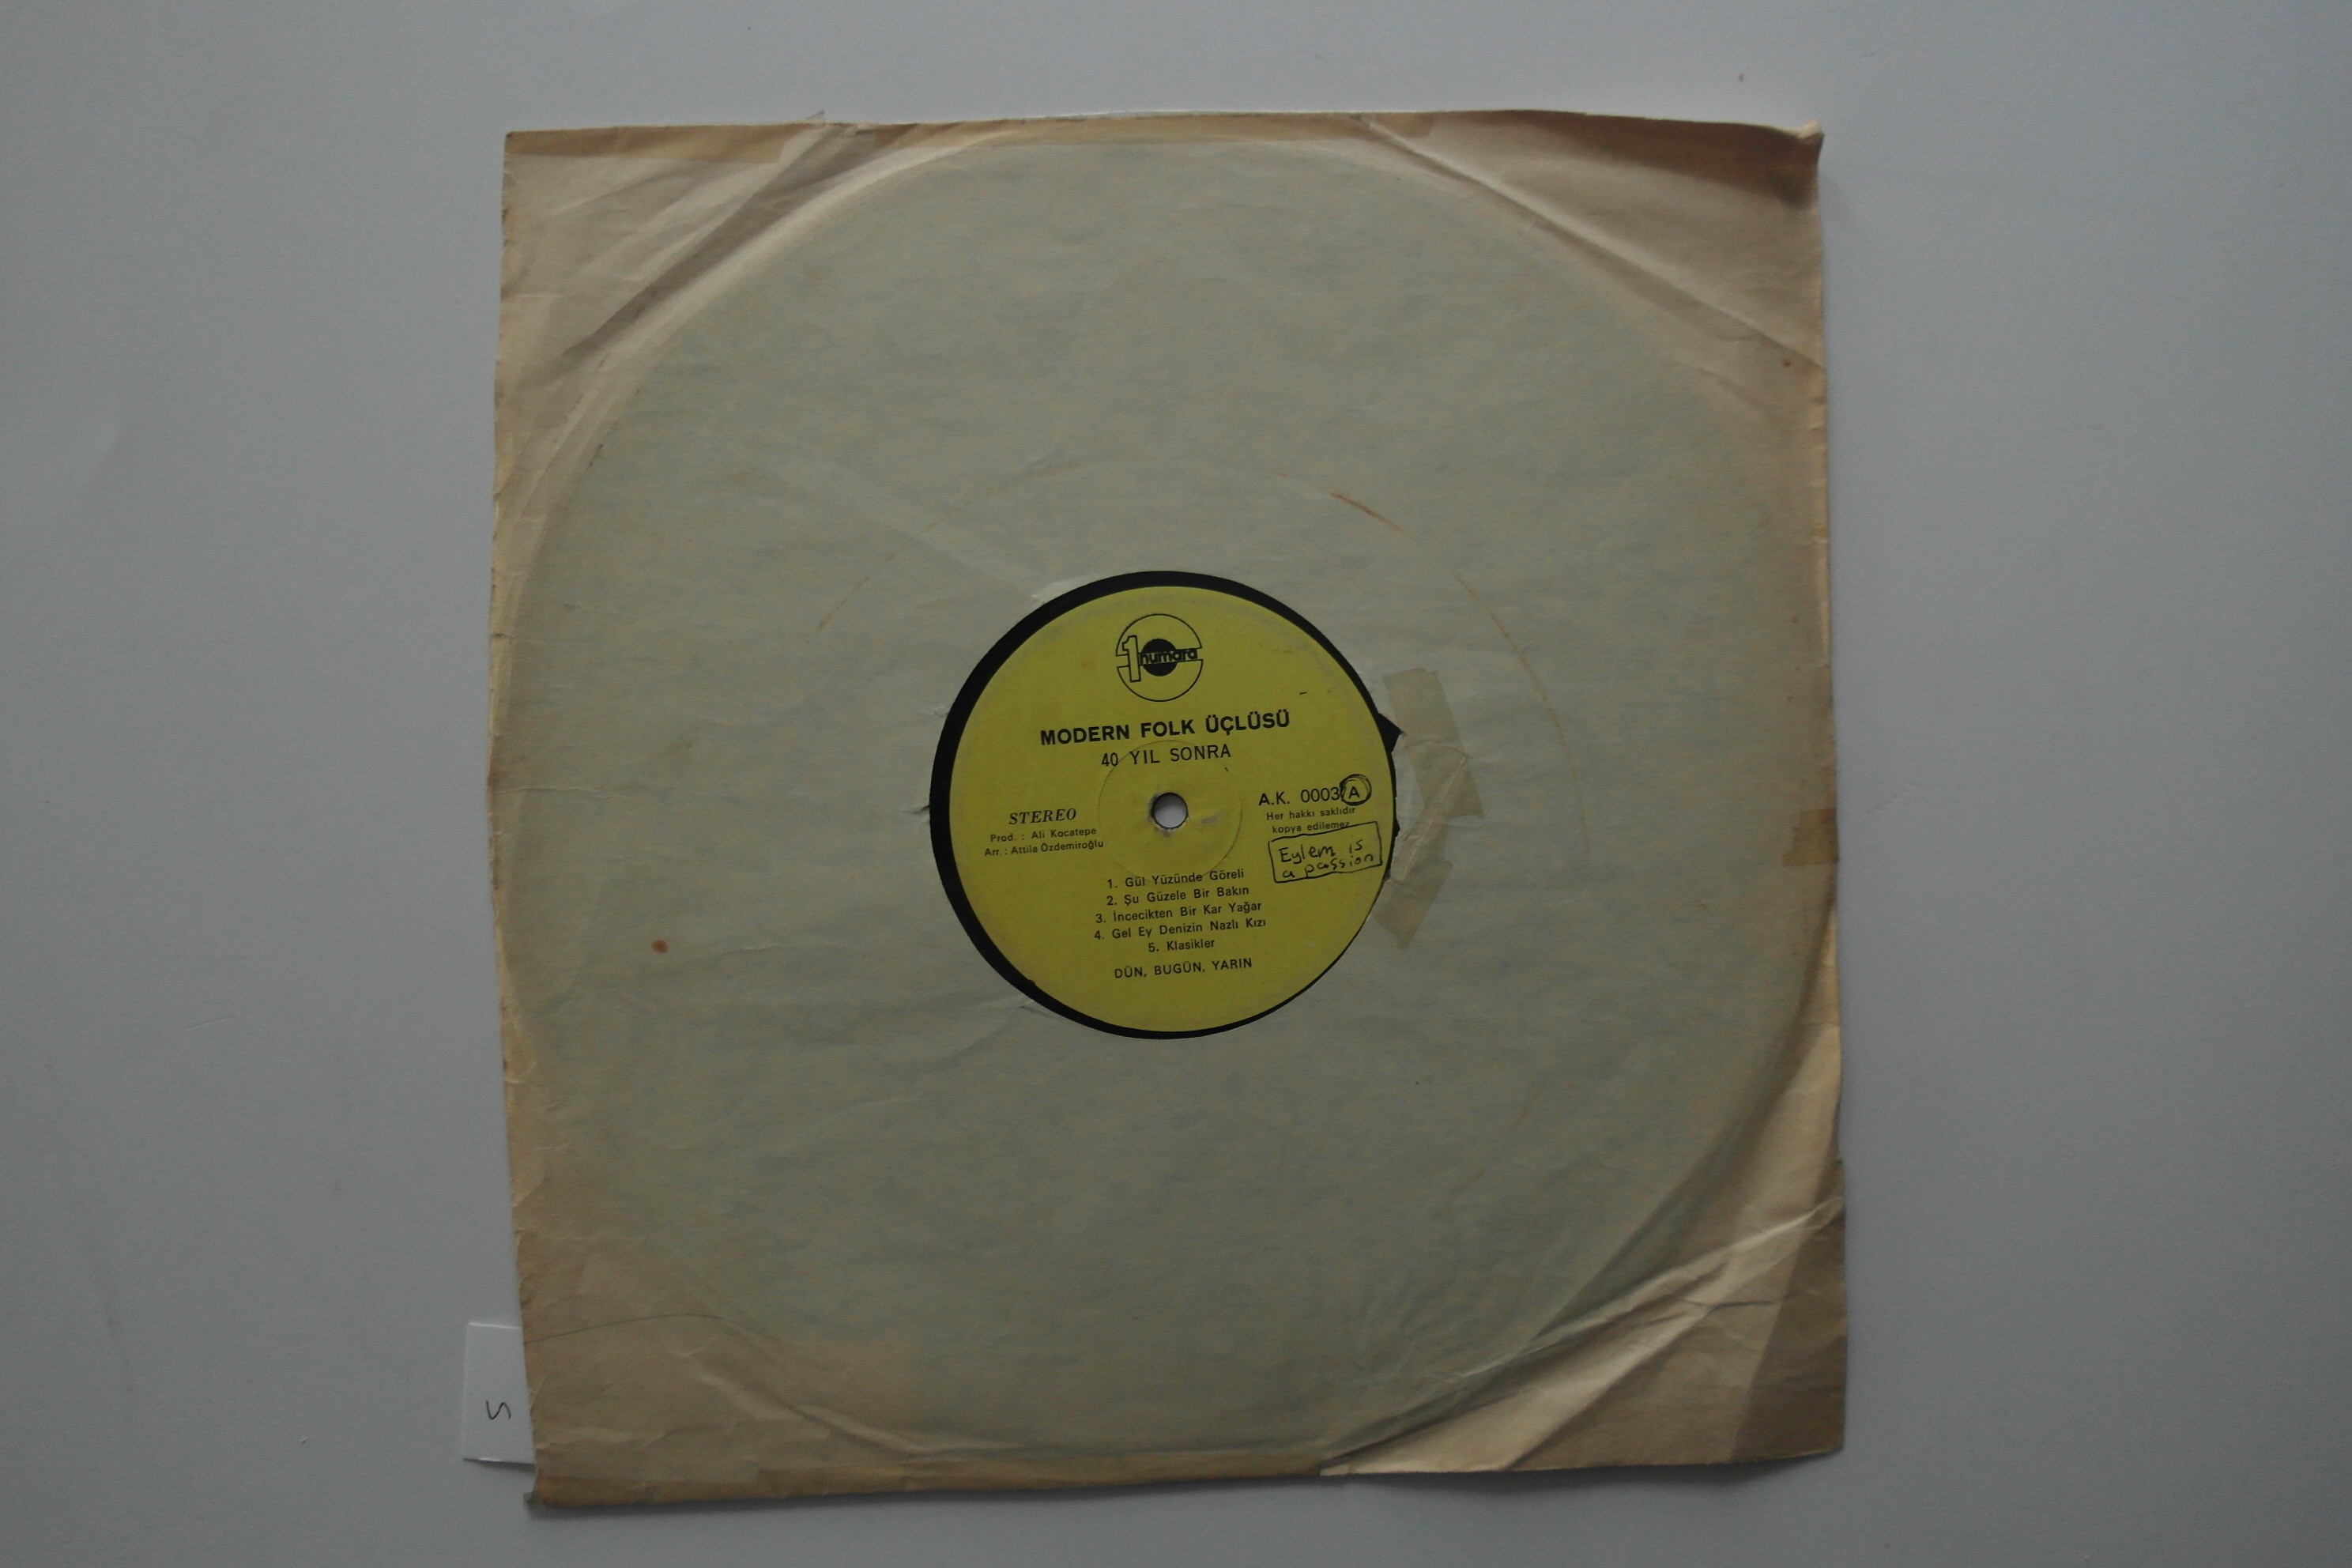 1 numara
MODERN FOLK ÜÇLÜSÜ
40 YIL SONRA
STEREO
Prod. : Ali Kocatepe
Arr. : Attila Özdemiroğlu
A.K. 0003 A
Her hakkı saklıdır
kopya edilemez
Eylem is
a passion
1. Gül Yüzünde Göreli
2. Şu Güzele Bir Bakın
3. İncecikten Bir Kar Yağar
4. Gel Ey Denizin Nazlı Kızı
5. Klasikler
DÜN, BUGÜN, YARIN